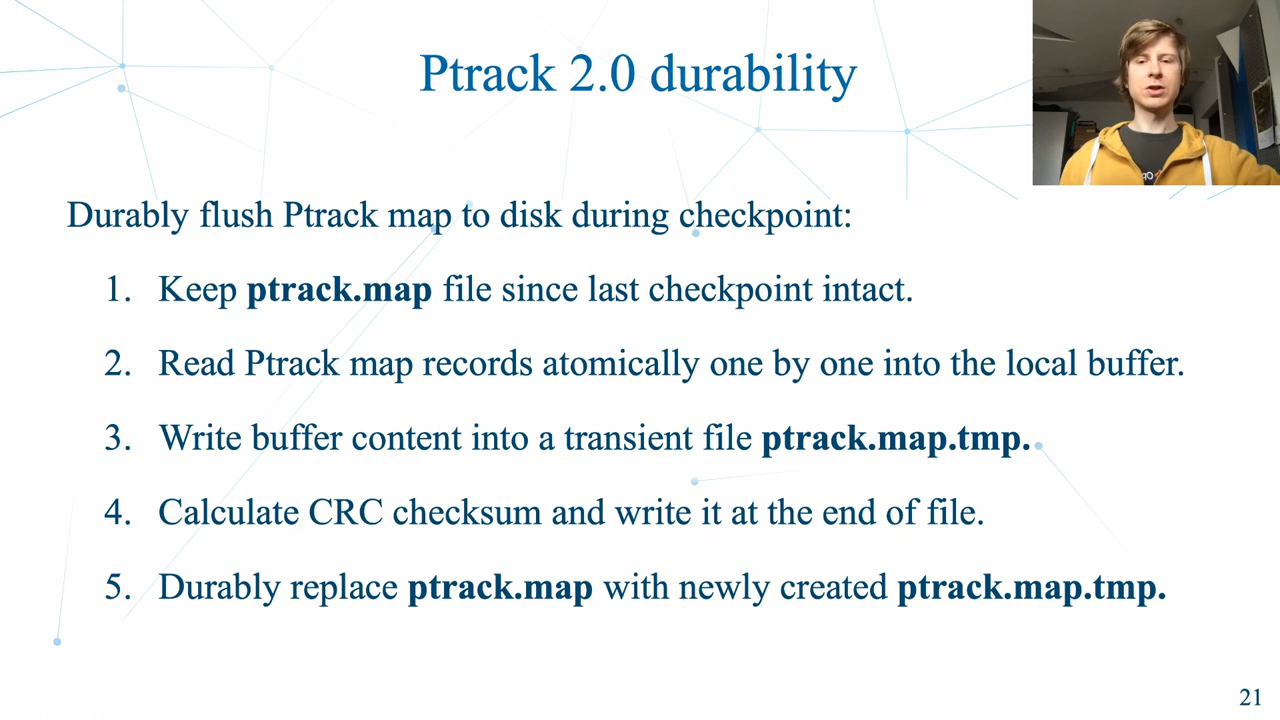 Ptrack 2.0 durability
Durably flush Ptrack map to disk during checkpoint:
1. Keep ptrack.map file since last checkpoint intact.
2. Read Ptrack map records atomically one by one into the local buffer.
3. Write buffer content into a transient file ptrack.map.tmp.
4. Calculate CRC checksum and write it at the end of file.
5. Durably replace ptrack.map with newly created ptrack.map.tmp.
21